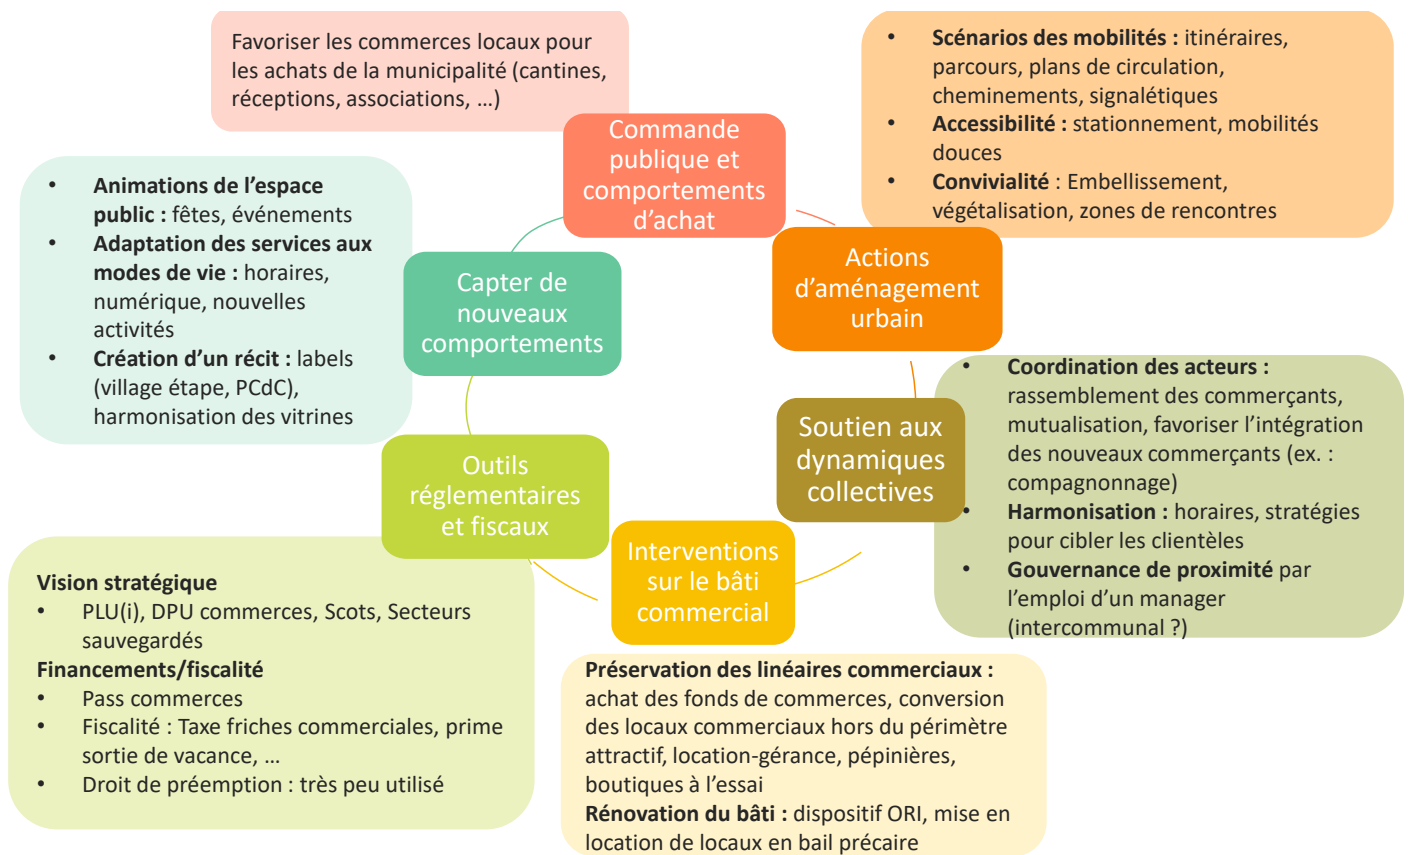 Favoriser les commerces locaux pour
les achats de la municipalité (cantines,
réceptions, associations, …)
Commande
publique et
comportements
d’achat
• Scénarios des mobilités : itinéraires,
parcours, plans de circulation,
cheminements, signalétiques
• Accessibilité : stationnement, mobilités
douces
• Convivialité : Embellissement,
végétalisation, zones de rencontres
Actions
d’aménagement
urbain
• Coordination des acteurs :
rassemblement des commerçants,
mutualisation, favoriser l’intégration
des nouveaux commerçants (ex. :
compagnonnage)
• Harmonisation : horaires, stratégies
pour cibler les clientèles
• Gouvernance de proximité par
l’emploi d’un manager
(intercommunal ?)
Soutien aux
dynamiques
collectives
Interventions
sur le bâti
commercial
Préservation des linéaires commerciaux :
achat des fonds de commerces, conversion
des locaux commerciaux hors du périmètre
attractif, location-gérance, pépinières,
boutiques à l’essai
Rénovation du bâti : dispositif ORI, mise en
location de locaux en bail précaire
Outils
réglementaires
et fiscaux
Vision stratégique
• PLU(i), DPU commerces, Scots, Secteurs
sauvegardés
Financements/fiscalité
• Pass commerces
• Fiscalité : Taxe friches commerciales, prime
sortie de vacance, …
• Droit de préemption : très peu utilisé
Capter de
nouveaux
comportements
• Animations de l’espace
public : fêtes, événements
• Adaptation des services aux
modes de vie : horaires,
numérique, nouvelles
activités
• Création d’un récit : labels
(village étape, PCdC),
harmonisation des vitrines